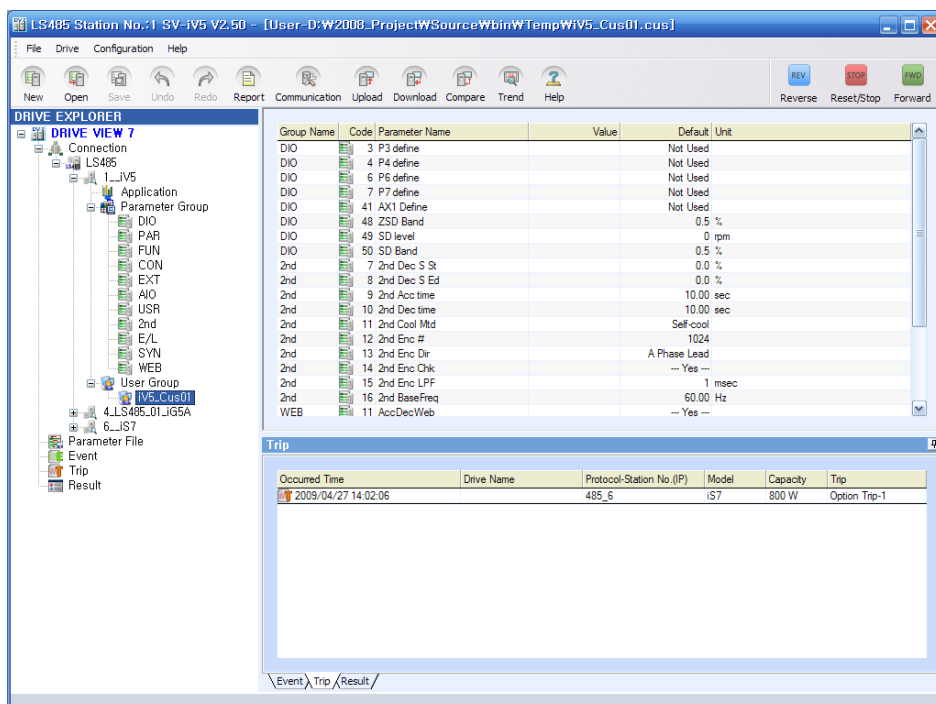 LS485 Station No.:1 SV-iV5 V2,50 - [User-D:₩2008_Project₩Source₩bin₩Temp₩iV5_Cus01.cus]
File Drive Configuration Help
New Open Save Undo Redo Report Communication Upload Download Compare Trend Help
REV STOP FWD
Reverse Reset/Stop Forward
DRIVE EXPLORER
DRIVE VIEW 7
Connection
LS485
1__iV5
Application
Parameter Group
DIO
PAR
FUN
CON
EXT
AIO
USR
2nd
E/L
SYN
WEB
User Group
iV5_Cus01
4_LS485_01_iG5A
6__iS7
Parameter File
Event
Trip
Result
Group Name Code Parameter Name Value Default Unit
DIO 3 P3 define Not Used
DIO 4 P4 define Not Used
DIO 6 P6 define Not Used
DIO 7 P7 define Not Used
DIO 41 AX1 Define Not Used
DIO 48 ZSD Band 0.5 %
DIO 49 SD level 0 rpm
DIO 50 SD Band 0.5 %
2nd 7 2nd Dec S St 0.0 %
2nd 8 2nd Dec S Ed 0.0 %
2nd 9 2nd Acc time 10.00 sec
2nd 10 2nd Dec time 10.00 sec
2nd 11 2nd Cool Mtd Self-cool
2nd 12 2nd Enc # 1024
2nd 13 2nd Enc Dir A Phase Lead
2nd 14 2nd Enc Chk --- Yes ---
2nd 15 2nd Enc LPF 1 msec
2nd 16 2nd BaseFreq 60.00 Hz
WEB 11 AccDecWeb --- Yes ---
Trip
Occurred Time Drive Name Protocol-Station No.(IP) Model Capacity Trip
2009/04/27 14:02:06 485_6 iS7 800 W Option Trip-1
Event Trip Result